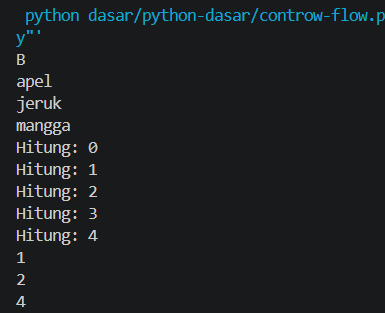 python dasar/python-dasar/controw-flow.p
y"'
B
apel
jeruk
mangga
Hitung: 0
Hitung: 1
Hitung: 2
Hitung: 3
Hitung: 4
1
2
4